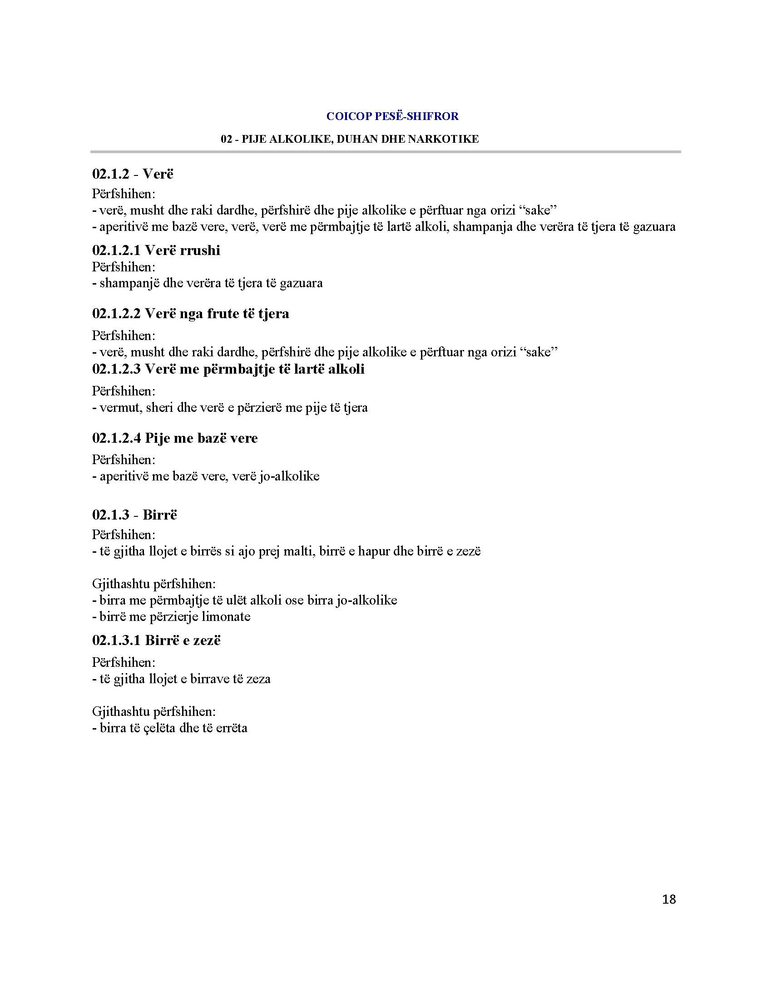 COICOP PESË-SHIFROR
02 - PIJE ALKOLIKE, DUHAN DHE NARKOTIKE
02.1.2 - Verë
Përfshihen:
- verë, musht dhe raki dardhe, përfshirë dhe pije alkolike e përftuar nga orizi “sake”
- aperitivë me bazë vere, verë, verë me përmbajtje të lartë alkoli, shampanja dhe verëra të tjera të gazuara
02.1.2.1 Verë rrushi
Përfshihen:
- shampanjë dhe verëra të tjera të gazuara
02.1.2.2 Verë nga frute të tjera
Përfshihen:
- verë, musht dhe raki dardhe, përfshirë dhe pije alkolike e përftuar nga orizi “sake”
02.1.2.3 Verë me përmbajtje të lartë alkoli
Përfshihen:
- vermut, sheri dhe verë e përzierë me pije të tjera
02.1.2.4 Pije me bazë vere
Përfshihen:
- aperitivë me bazë vere, verë jo-alkolike
02.1.3 - Birrë
Përfshihen:
- të gjitha llojet e birrës si ajo prej malti, birrë e hapur dhe birrë e zezë
Gjithashtu përfshihen:
- birra me përmbajtje të ulët alkoli ose birra jo-alkolike
- birrë me përzierje limonate
02.1.3.1 Birrë e zezë
Përfshihen:
- të gjitha llojet e birrave të zeza
Gjithashtu përfshihen:
- birra të çelëta dhe të errëta
18